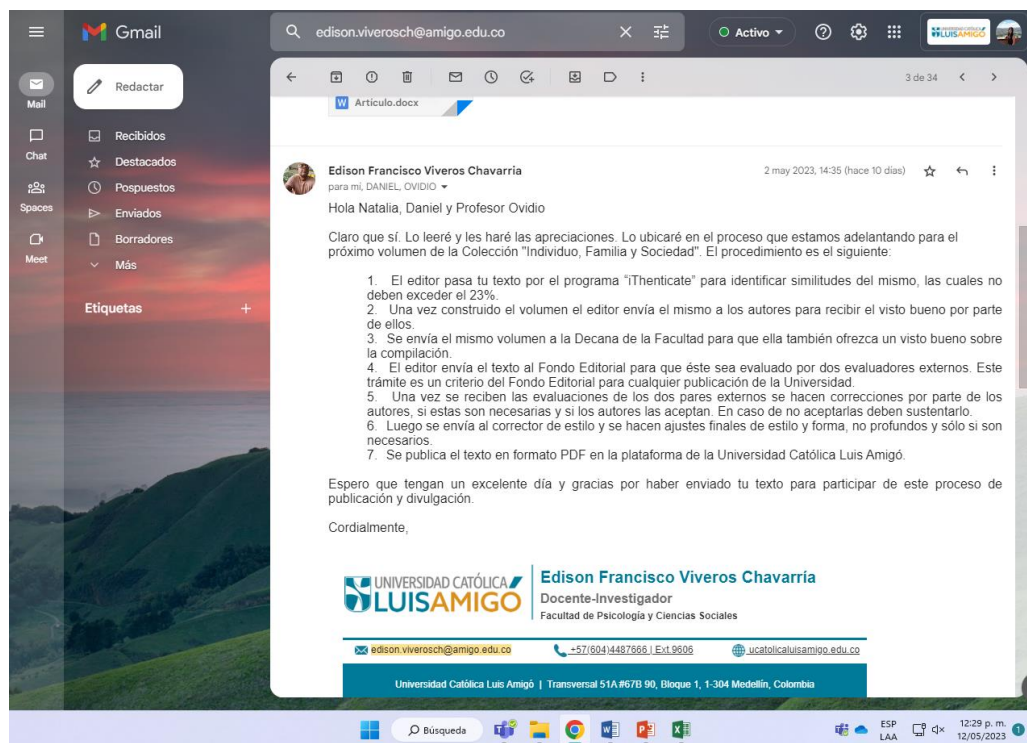 Gmail
edison.viverosch@amigo.edu.co
Activo
UNIVERSIDAD CATÓLICA
LUISAMIGÓ
Mail
Chat
Spaces
Meet
Redactar
Recibidos
Destacados
Pospuestos
Enviados
Borradores
Más
Etiquetas
+
3 de 34
W Artículo.docx
Edison Francisco Viveros Chavarria
2 may 2023, 14:35 (hace 10 días)
para mí, DANIEL, OVIDIO
Hola Natalia, Daniel y Profesor Ovidio
Claro que sí. Lo leeré y les haré las apreciaciones. Lo ubicaré en el proceso que estamos adelantando para el
próximo volumen de la Colección "Individuo, Familia y Sociedad". El procedimiento es el siguiente:
1. El editor pasa tu texto por el programa “iThenticate” para identificar similitudes del mismo, las cuales no
deben exceder el 23%.
2. Una vez construido el volumen el editor envía el mismo a los autores para recibir el visto bueno por parte
de ellos.
3. Se envía el mismo volumen a la Decana de la Facultad para que ella también ofrezca un visto bueno sobre
la compilación.
4. El editor envía el texto al Fondo Editorial para que éste sea evaluado por dos evaluadores externos. Este
trámite es un criterio del Fondo Editorial para cualquier publicación de la Universidad.
5. Una vez se reciben las evaluaciones de los dos pares externos se hacen correcciones por parte de los
autores, si estas son necesarias y si los autores las aceptan. En caso de no aceptarlas deben sustentarlo.
6. Luego se envía al corrector de estilo y se hacen ajustes finales de estilo y forma, no profundos y sólo si son
necesarios.
7. Se publica el texto en formato PDF en la plataforma de la Universidad Católica Luis Amigó.
Espero que tengan un excelente día y gracias por haber enviado tu texto para participar de este proceso de
publicación y divulgación.
Cordialmente,
UNIVERSIDAD CATÓLICA
LUISAMIGÓ
Edison Francisco Viveros Chavarría
Docente-Investigador
Facultad de Psicología y Ciencias Sociales
edison.viverosch@amigo.edu.co
+57(604)4487666 | Ext.9606
ucatolicaluisamigo.edu.co
Universidad Católica Luis Amigó | Transversal 51A #67B 90, Bloque 1, 1-304 Medellín, Colombia
Búsqueda
ESP
LAA
12:29 p. m.
12/05/2023
1